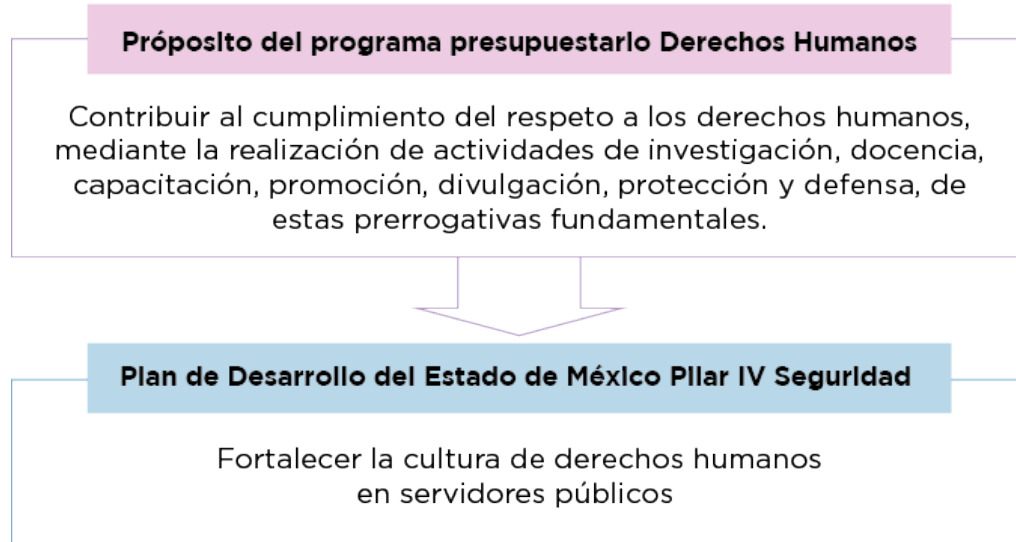 Próposito del programa presupuestario Derechos Humanos
Contribuir al cumplimiento del respeto a los derechos humanos,
mediante la realización de actividades de investigación, docencia,
capacitación, promoción, divulgación, protección y defensa, de
estas prerrogativas fundamentales.
Plan de Desarrollo del Estado de México Pilar IV Seguridad
Fortalecer la cultura de derechos humanos
en servidores públicos